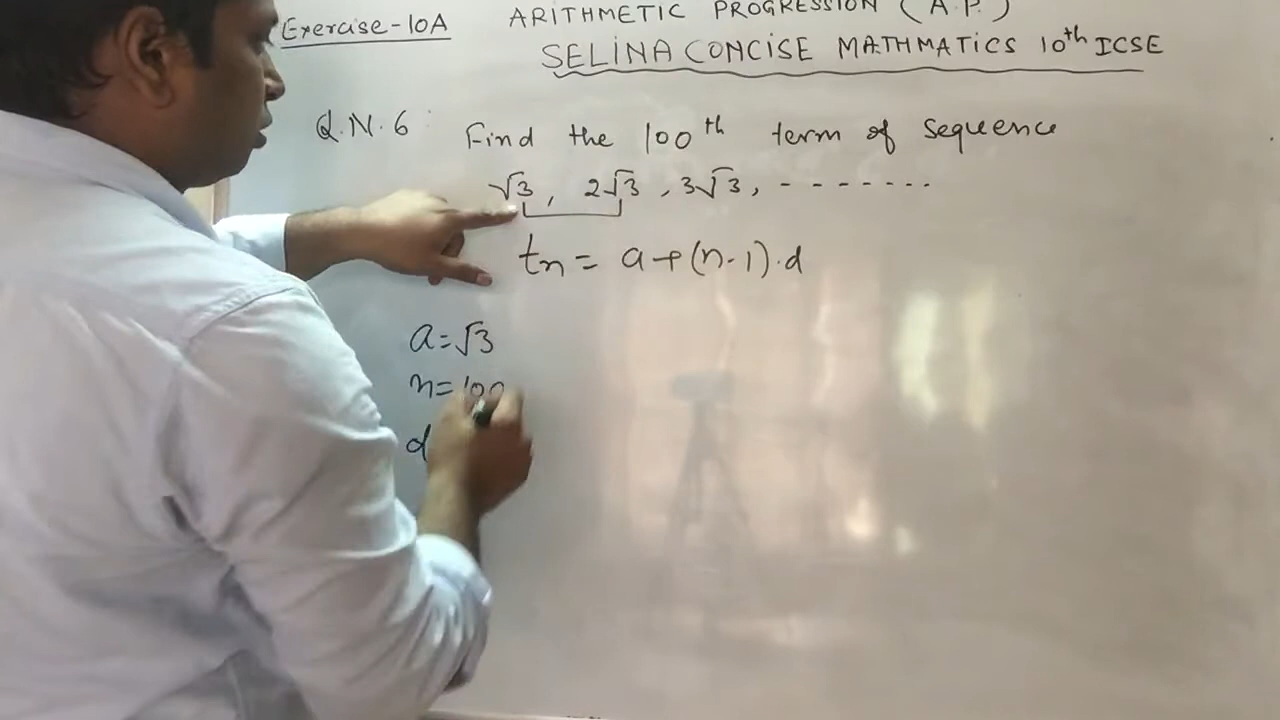 Exercise-10A ARITHMETIC PROGRESSION (A.P.)
SELINA CONCISE MATHMATICS 10th ICSE
Q.N.6 Find the 100th term of sequence
√3, 2√3, 3√3, - - - - - - - -
tn = a+(n-1).d
a=√3
n=100
d